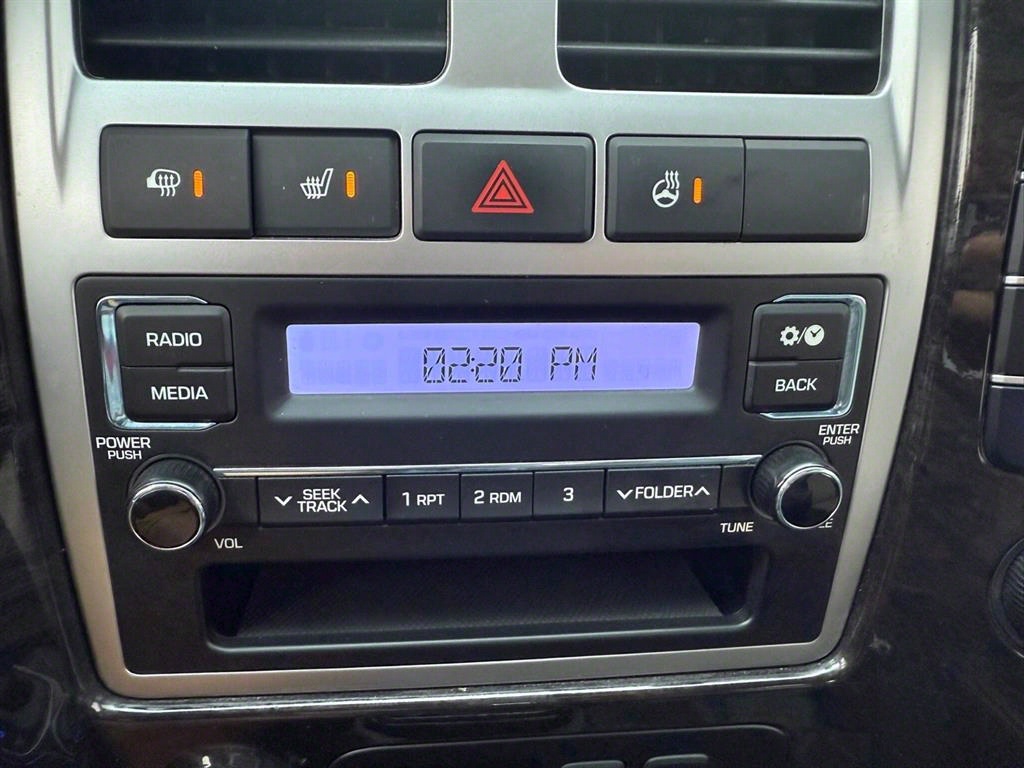 RADIO
MEDIA
02:20 PM
BACK
POWER
PUSH
ENTER
PUSH
SEEK
TRACK
1 RPT
2 RDM
3
FOLDER
VOL
TUNE